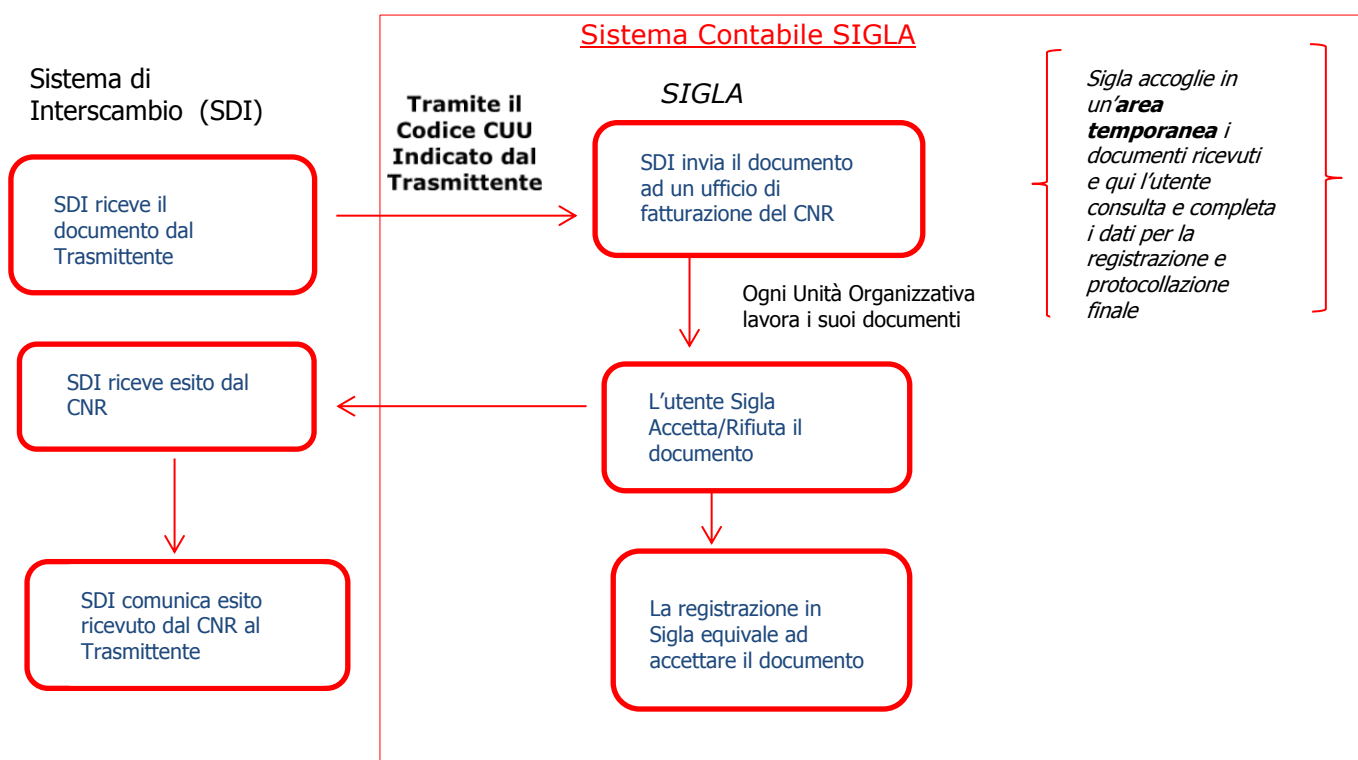 Sistema Contabile SIGLA
Sistema di
Interscambio (SDI)
SDI riceve il
documento dal
Trasmittente
Tramite il
Codice CUU
Indicato dal
Trasmittente
SIGLA
SDI invia il documento
ad un ufficio di
fatturazione del CNR
Sigla accoglie in
un'area
temporanea i
documenti ricevuti
e qui l'utente
consulta e completa
i dati per la
registrazione e
protocollazione
finale
Ogni Unità Organizzativa
lavora i suoi documenti
SDI riceve esito dal
CNR
L'utente Sigla
Accetta/Rifiuta il
documento
SDI comunica esito
ricevuto dal CNR al
Trasmittente
La registrazione in
Sigla equivale ad
accettare il documento